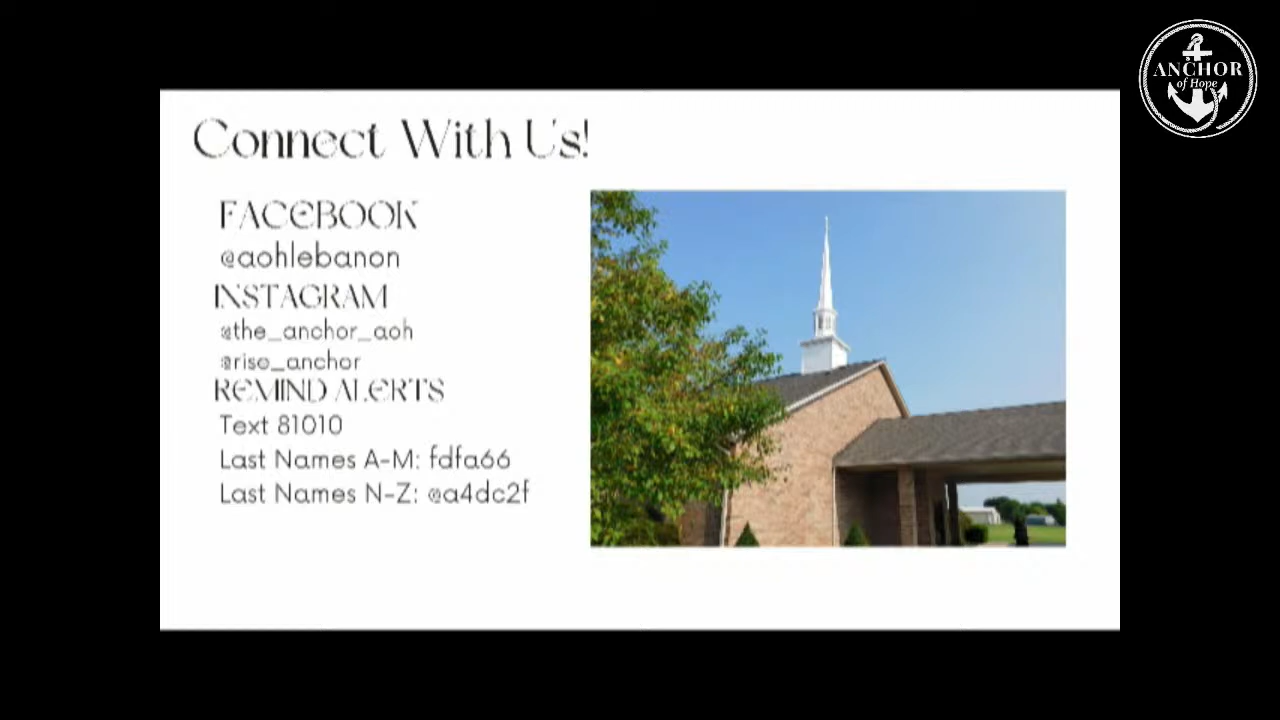 Connect With Us!
FACEBOOK
@aohlebanon
INSTAGRAM
@the_anchor_aoh
@rise_anchor
REMIND ALERTS
Text 81010
Last Names A-M: fdfa66
Last Names N-Z: @a4dc2f
ANCHOR
of Hope